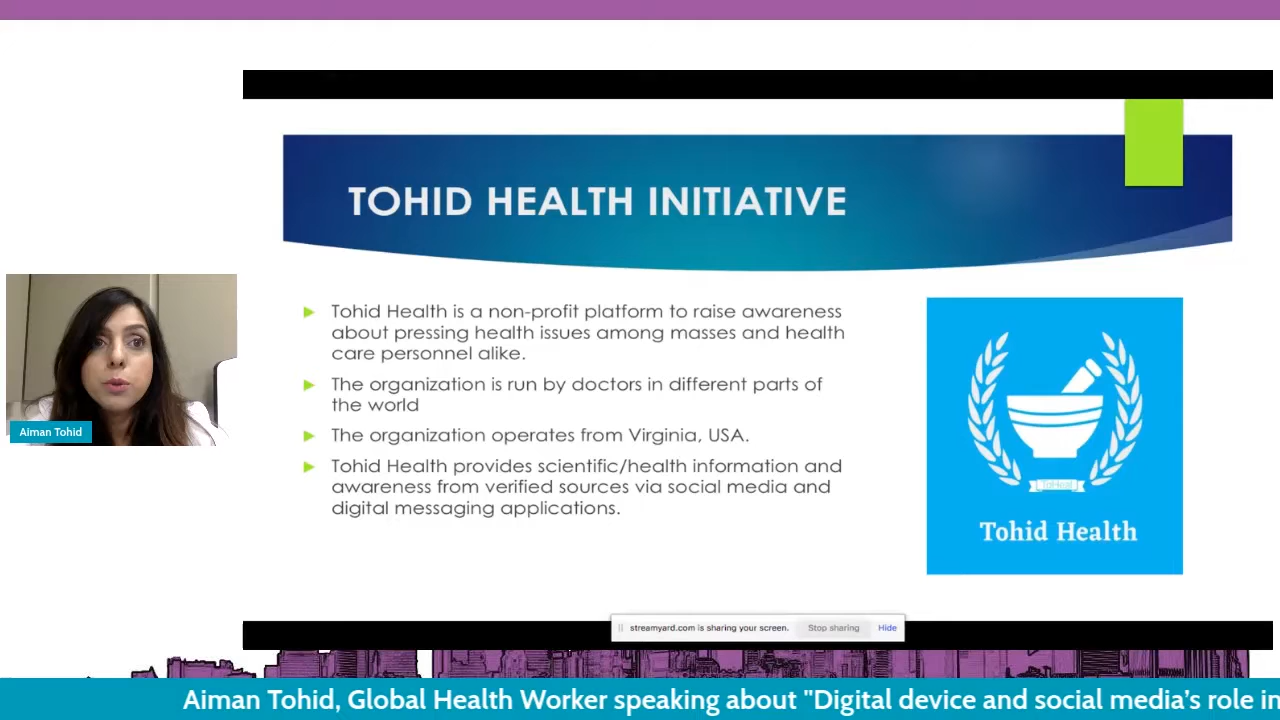 TOHID HEALTH INITIATIVE
Tohid Health is a non-profit platform to raise awareness
about pressing health issues among masses and health
care personnel alike.
The organization is run by doctors in different parts of
the world
The organization operates from Virginia, USA.
Tohid Health provides scientific/health information and
awareness from verified sources via social media and
digital messaging applications.
ToHeal
Tohid Health
Aiman Tohid
streamyard.com is sharing your screen. Stop sharing Hide
Aiman Tohid, Global Health Worker speaking about "Digital device and social media's role in